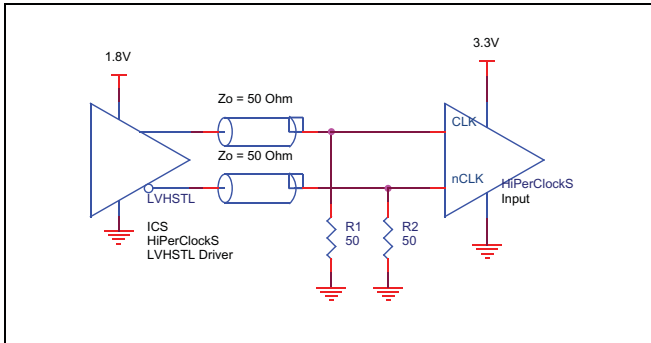 1.8V
3.3V
Zo = 50 Ohm
CLK
Zo = 50 Ohm
nCLK
HiPerClockS
Input
LVHSTL
ICS
HiPerClockS
LVHSTL Driver
R1
50
R2
50